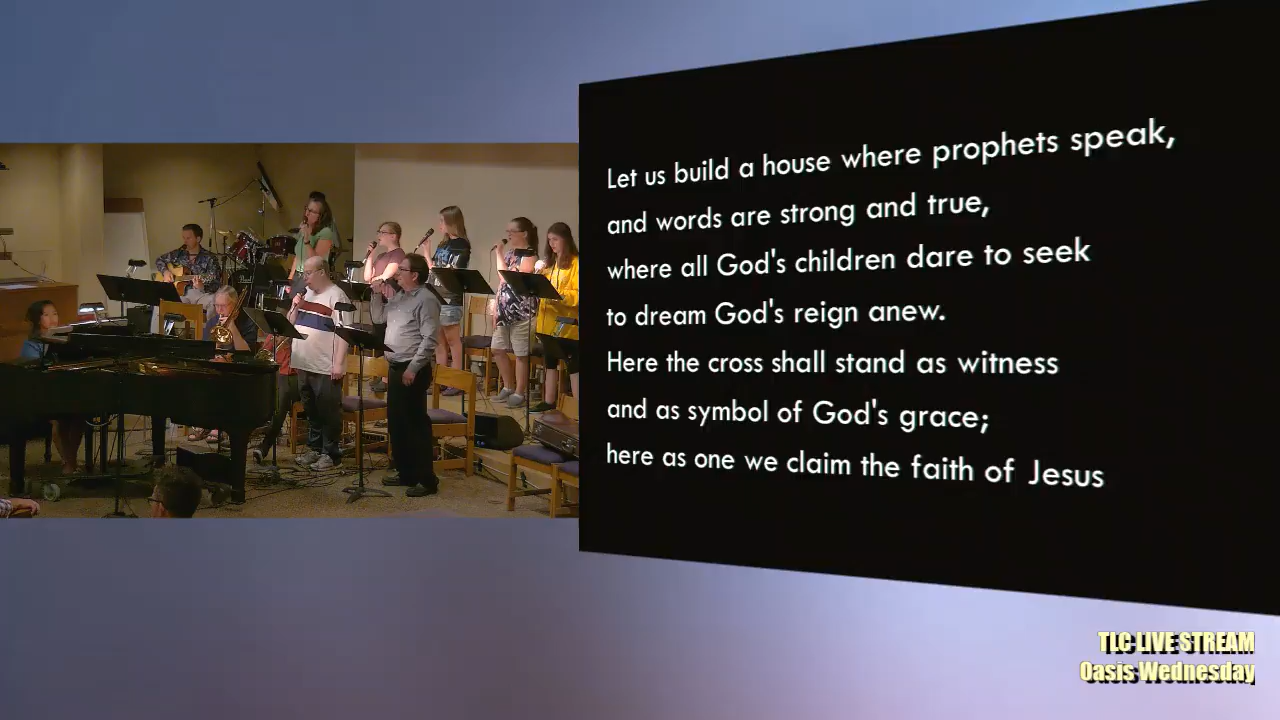 Let us build a house where prophets speak,
and words are strong and true,
where all God's children dare to seek
to dream God's reign anew.
Here the cross shall stand as witness
and as symbol of God's grace;
here as one we claim the faith of Jesus
TLC LIVE STREAM
Oasis Wednesday